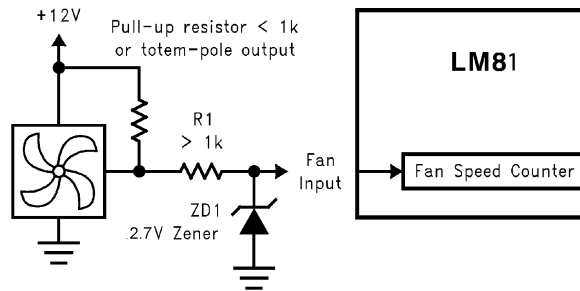 +12V
Pull-up resistor < 1k
or totem-pole output
R1
> 1k
Fan
Input
ZD1
.2.7V Zener
LM81
Fan Speed Counter